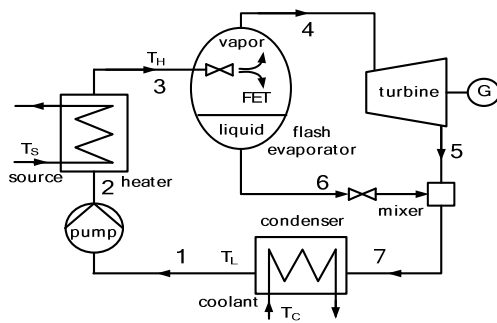 4
vapor
T_H
3
FET
turbine
G
liquid
flash
evaporator
5
T_S
source
heater
2
6
mixer
pump
condenser
1
T_L
7
coolant
T_C